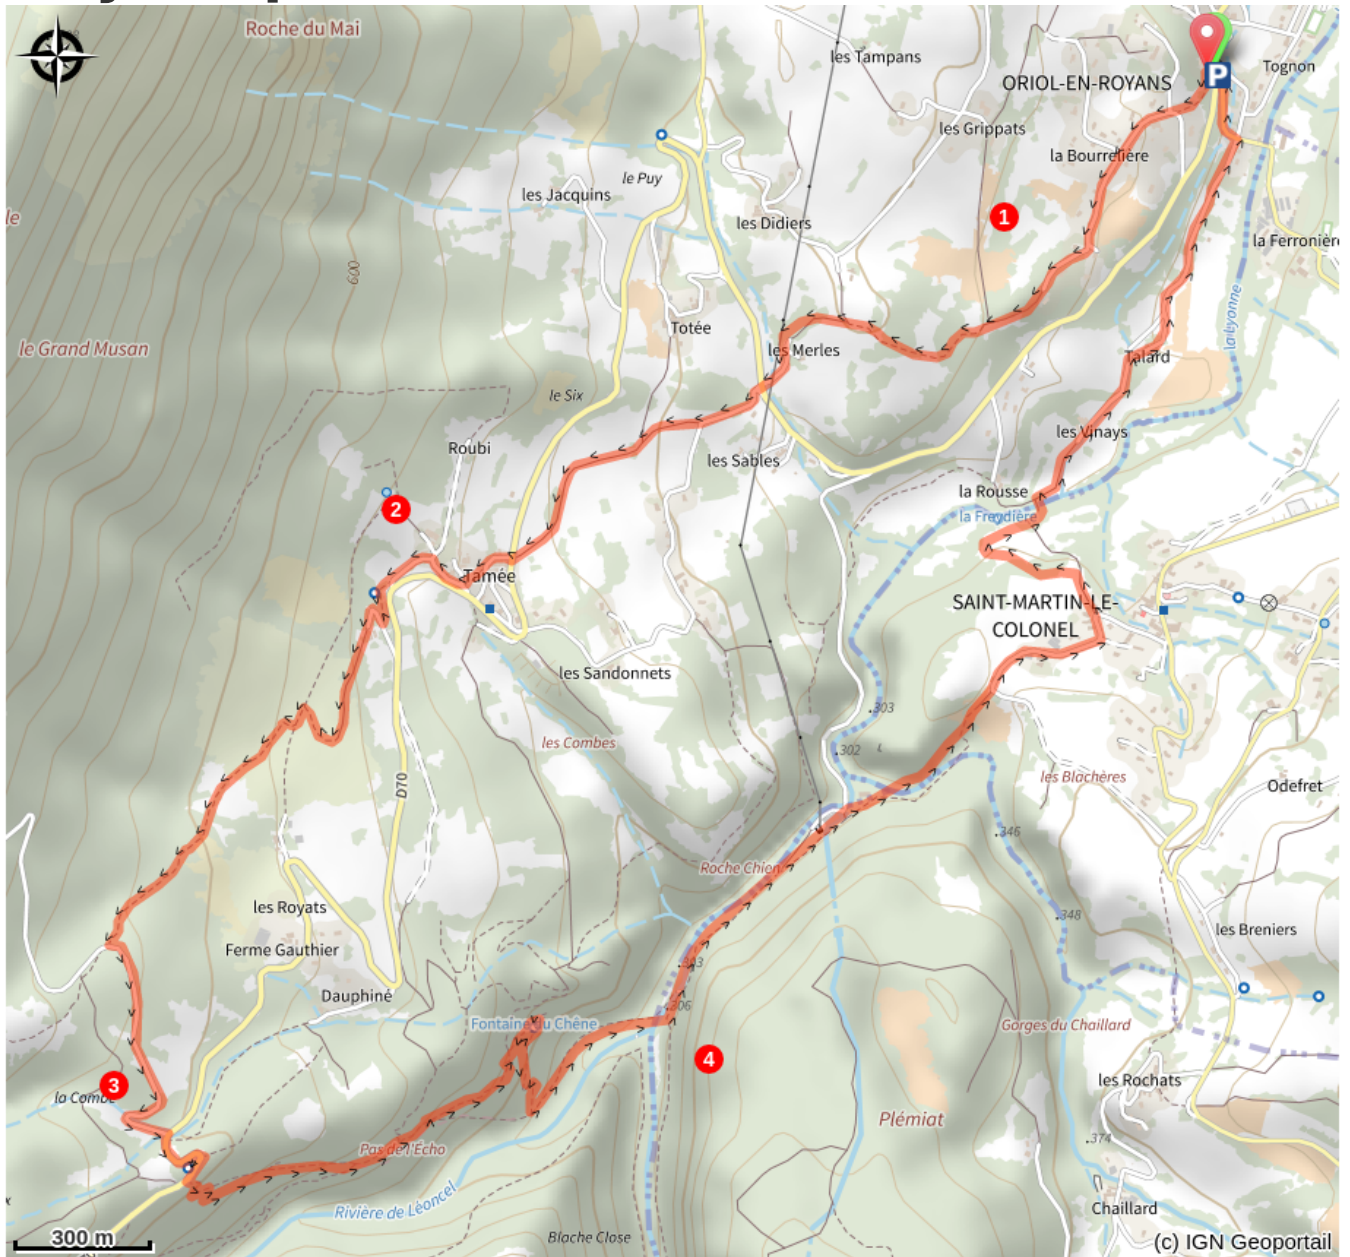 Roche du Mai
les Tampans
Tognon
ORIOL-EN-ROYANS
P
les Grippats
la Bourrelière
le Puy
les Jacquins
1
les Didiers
le
la Ferronière
600
la Lyonne
Totée
le Grand Musan
les Merles
Talard
le Six
les Vinays
Roubi
les Sables
la Rousse
2
la Freydière
Tamée
SAINT-MARTIN-LE-
COLONEL
les Sandonnets
303
les Combes
302
D70
les Blachères
Odefret
346
Roche Chien
les Royats
348
les Breniers
Ferme Gauthier
303
Dauphiné
306
Fontaine du Chêne
Gorges du Chaillard
4
3
les Rochats
la Combe
Plémiat
374
Pas de l'Écho
Rivière de Léoncel
Chaillard
300 m
Blache Close
(c) IGN Geoportail